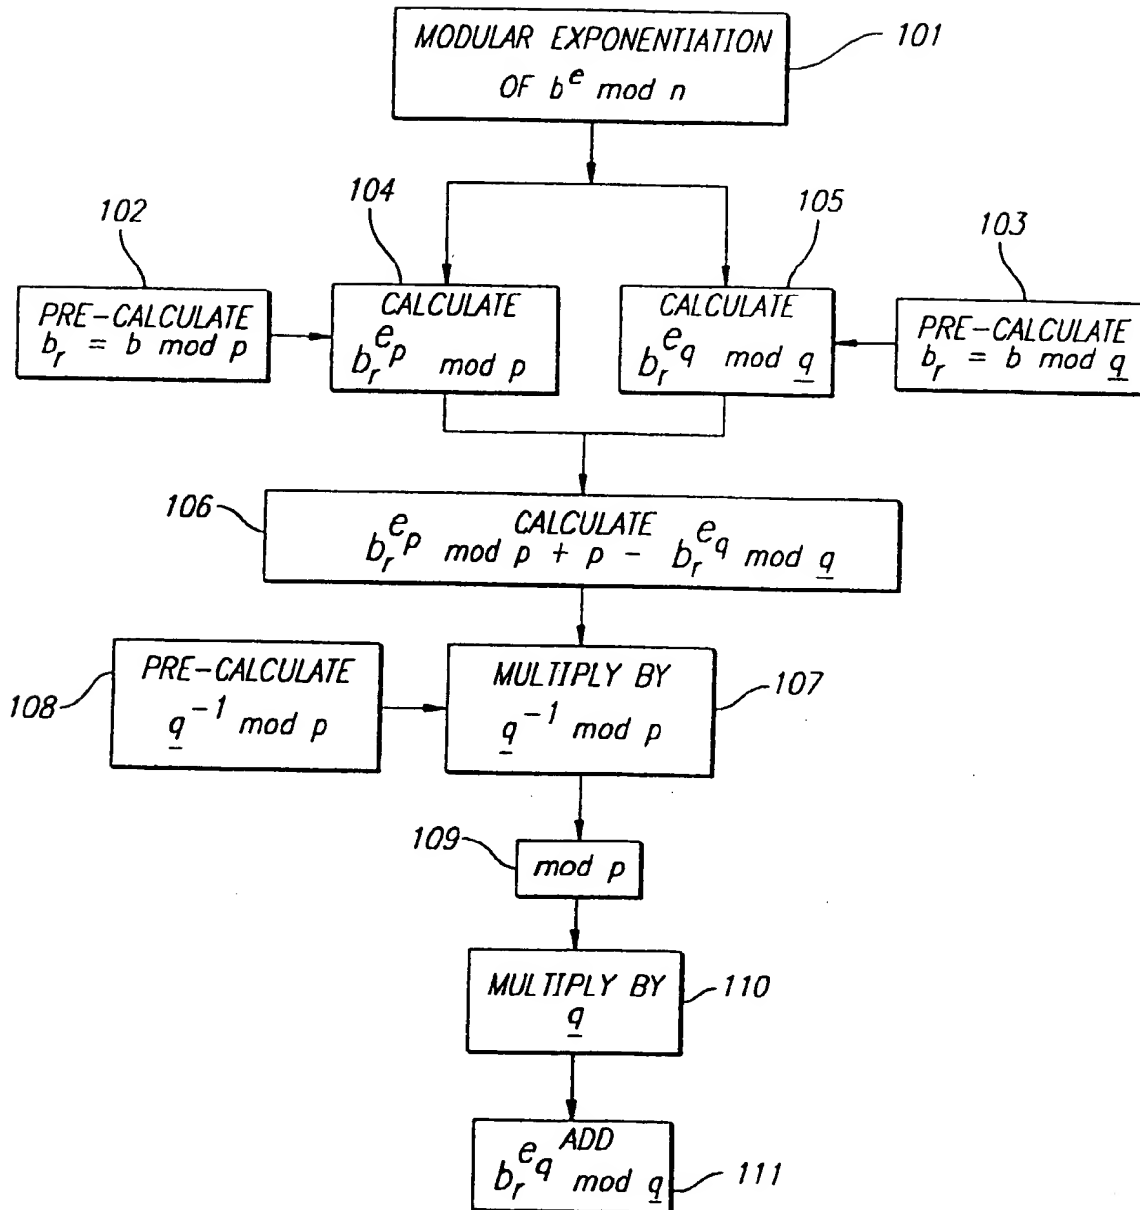 MODULAR EXPONENTIATION
OF b^e mod n
101
102
104
105
103
PRE-CALCULATE
b_r = b mod p
CALCULATE
b_r^e_p mod p
CALCULATE
b_r^e_q mod q
PRE-CALCULATE
b_r = b mod q
106
CALCULATE
b_r^e_p mod p + p - b_r^e_q mod q
108
PRE-CALCULATE
q^-1 mod p
MULTIPLY BY
q^-1 mod p
107
109
mod p
MULTIPLY BY
q
110
ADD
b_r^e_q mod q
111